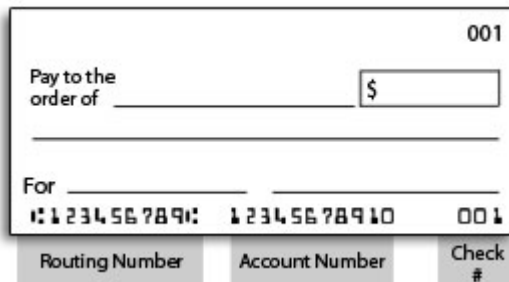 001
Pay to the
order of
$
For
⑆123456789⑆ 12345678910 001
Routing Number Account Number Check
#